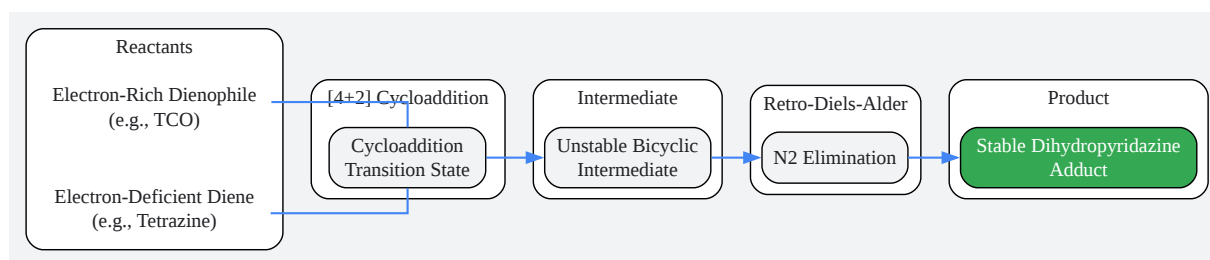 Reactants
Electron-Rich Dienophile
(e.g., TCO)
Electron-Deficient Diene
(e.g., Tetrazine)
[4+2] Cycloaddition
Cycloaddition
Transition State
Intermediate
Unstable Bicyclic
Intermediate
Retro-Diels-Alder
N2 Elimination
Product
Stable Dihydropyridazine
Adduct